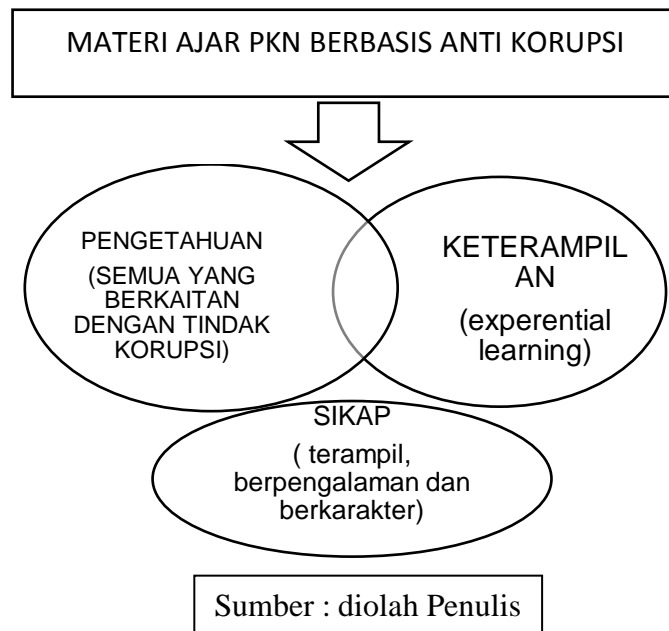 MATERI AJAR PKN BERBASIS ANTI KORUPSI
PENGETAHUAN
(SEMUA YANG
BERKAITAN
DENGAN TINDAK
KORUPSI)
KETERAMPIL
AN
(experential
learning)
SIKAP
( terampil,
berpengalaman dan
berkarakter)
Sumber : diolah Penulis